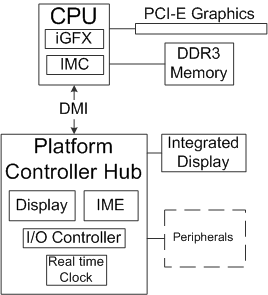 CPU
iGFX
IMC
PCI-E Graphics
DDR3
Memory
DMI
Platform
Controller Hub
Display
IME
I/O Controller
Real time
Clock
Integrated
Display
Peripherals